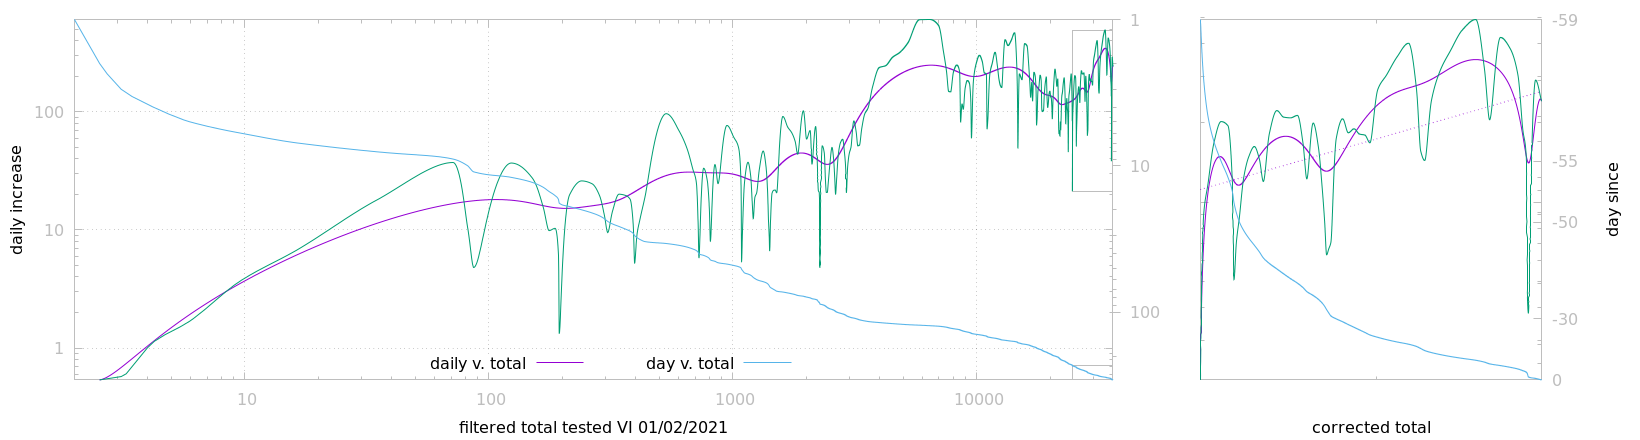 daily increase
100
10
1
10
100
1000
10000
filtered total tested VI 01/02/2021
daily v. total
day v. total
1
10
100
-59
-55
-50
-30
0
day since
corrected total